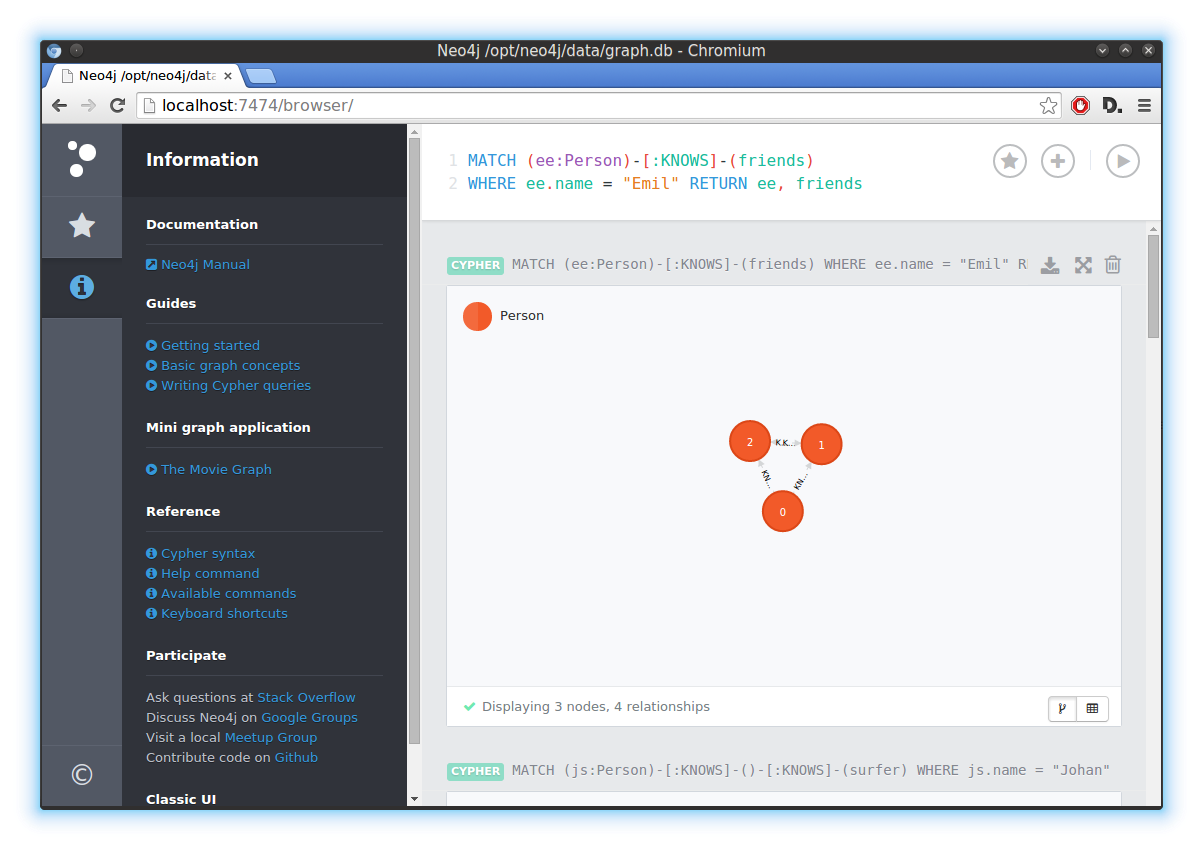 Neo4j /opt/neo4j/data/graph.db - Chromium
Neo4j /opt/neo4j/data
localhost:7474/browser/
D.
Information
Documentation
Neo4j Manual
Guides
Getting started
Basic graph concepts
Writing Cypher queries
Mini graph application
The Movie Graph
Reference
Cypher syntax
Help command
Available commands
Keyboard shortcuts
Participate
Ask questions at Stack Overflow
Discuss Neo4j on Google Groups
Visit a local Meetup Group
Contribute code on Github
Classic UI
©
1 MATCH (ee:Person)-[:KNOWS]-(friends)
2 WHERE ee.name = "Emil" RETURN ee, friends
CYPHER MATCH (ee:Person)-[:KNOWS]-(friends) WHERE ee.name = "Emil" R
Person
2
K...
1
KN...
KN...
0
Displaying 3 nodes, 4 relationships
CYPHER MATCH (js:Person)-[:KNOWS]-()-[:KNOWS]-(surfer) WHERE js.name = "Johan"